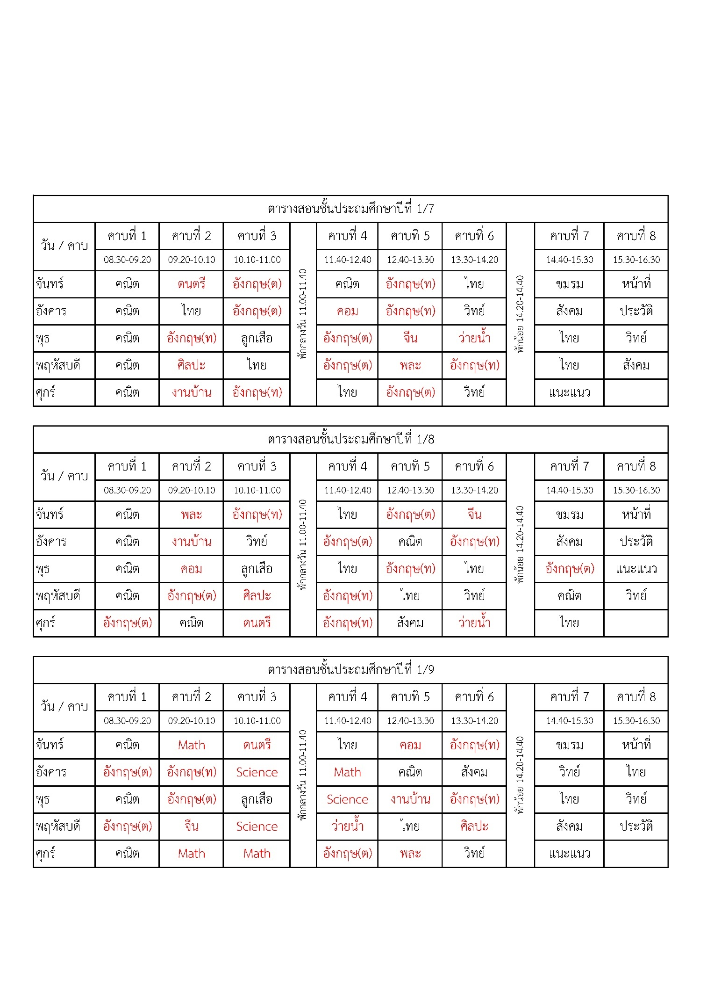 ตารางสอนชั้นประถมศึกษาปีที่ 1/7
วัน / คาบ คาบที่ 1 คาบที่ 2 คาบที่ 3 พักกลางวัน 11.00-11.40 คาบที่ 4 คาบที่ 5 คาบที่ 6 พักน้อย 14.20-14.40 คาบที่ 7 คาบที่ 8
08.30-09.20 09.20-10.10 10.10-11.00 11.40-12.40 12.40-13.30 13.30-14.20 14.40-15.30 15.30-16.30
จันทร์ คณิต ดนตรี อังกฤษ(ต) คณิต อังกฤษ(ท) ไทย ชมรม หน้าที่
อังคาร คณิต ไทย อังกฤษ(ต) คอม อังกฤษ(ท) วิทย์ สังคม ประวัติ
พุธ คณิต อังกฤษ(ท) ลูกเสือ อังกฤษ(ต) จีน ว่ายน้ำ ไทย วิทย์
พฤหัสบดี คณิต ศิลปะ ไทย อังกฤษ(ต) พละ อังกฤษ(ท) ไทย สังคม
ศุกร์ คณิต งานบ้าน อังกฤษ(ท) ไทย อังกฤษ(ต) วิทย์ แนะแนว
ตารางสอนชั้นประถมศึกษาปีที่ 1/8
วัน / คาบ คาบที่ 1 คาบที่ 2 คาบที่ 3 พักกลางวัน 11.00-11.40 คาบที่ 4 คาบที่ 5 คาบที่ 6 พักน้อย 14.20-14.40 คาบที่ 7 คาบที่ 8
08.30-09.20 09.20-10.10 10.10-11.00 11.40-12.40 12.40-13.30 13.30-14.20 14.40-15.30 15.30-16.30
จันทร์ คณิต พละ อังกฤษ(ท) ไทย อังกฤษ(ต) จีน ชมรม หน้าที่
อังคาร คณิต งานบ้าน วิทย์ อังกฤษ(ต) คณิต อังกฤษ(ท) สังคม ประวัติ
พุธ คณิต คอม ลูกเสือ ไทย อังกฤษ(ท) ไทย อังกฤษ(ต) แนะแนว
พฤหัสบดี คณิต อังกฤษ(ต) ศิลปะ อังกฤษ(ท) ไทย วิทย์ คณิต วิทย์
ศุกร์ อังกฤษ(ต) คณิต ดนตรี อังกฤษ(ท) สังคม ว่ายน้ำ ไทย
ตารางสอนชั้นประถมศึกษาปีที่ 1/9
วัน / คาบ คาบที่ 1 คาบที่ 2 คาบที่ 3 พักกลางวัน 11.00-11.40 คาบที่ 4 คาบที่ 5 คาบที่ 6 พักน้อย 14.20-14.40 คาบที่ 7 คาบที่ 8
08.30-09.20 09.20-10.10 10.10-11.00 11.40-12.40 12.40-13.30 13.30-14.20 14.40-15.30 15.30-16.30
จันทร์ คณิต Math ดนตรี ไทย คอม อังกฤษ(ท) ชมรม หน้าที่
อังคาร อังกฤษ(ต) อังกฤษ(ท) Science Math คณิต สังคม วิทย์ ไทย
พุธ คณิต อังกฤษ(ต) ลูกเสือ Science งานบ้าน อังกฤษ(ท) ไทย วิทย์
พฤหัสบดี อังกฤษ(ต) จีน Science ว่ายน้ำ ไทย ศิลปะ สังคม ประวัติ
ศุกร์ คณิต Math Math อังกฤษ(ต) พละ วิทย์ แนะแนว